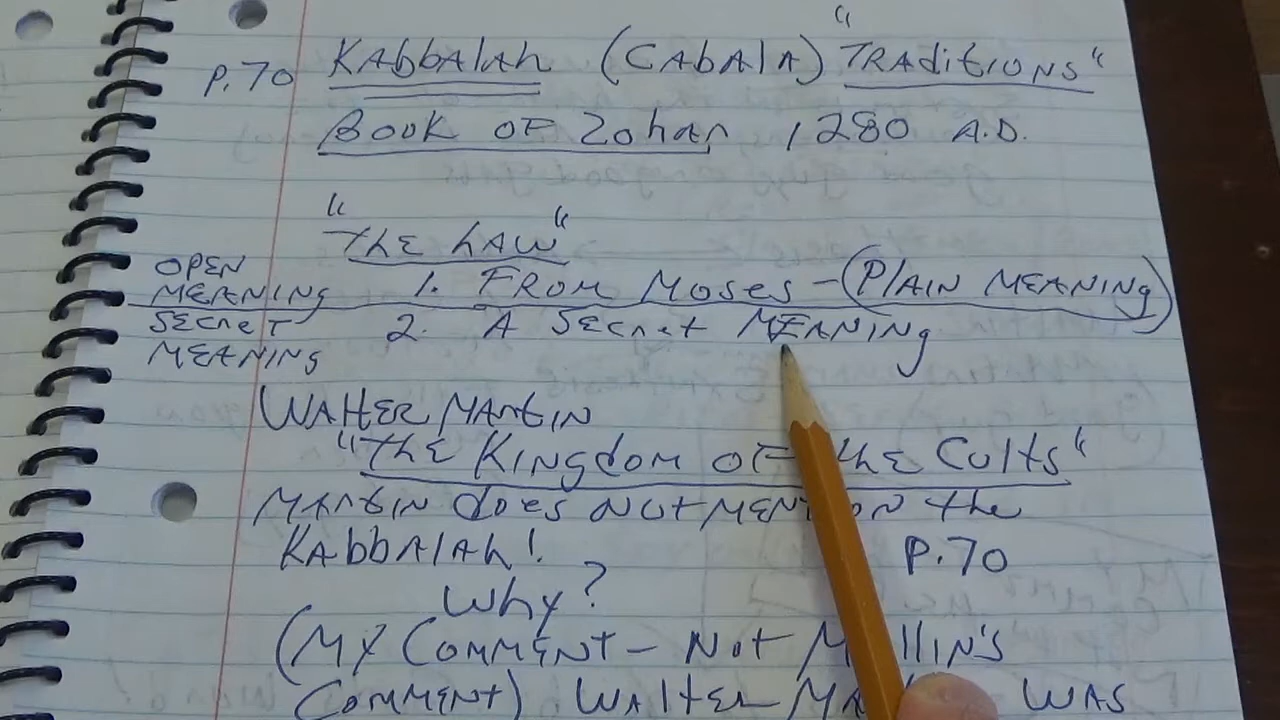 P.70 Kabbalah (Cabala) "Traditions"
Book of Zohar 1280 A.D.
"The Law"
Open Meaning 1. From Moses - (Plain Meaning)
Secret Meaning 2. A Secret Meaning
Walter Martin
"The Kingdom of the Cults"
Martin does not mention the
Kabbalah! P.70
Why?
(My Comment - Not
Comment) Walter was